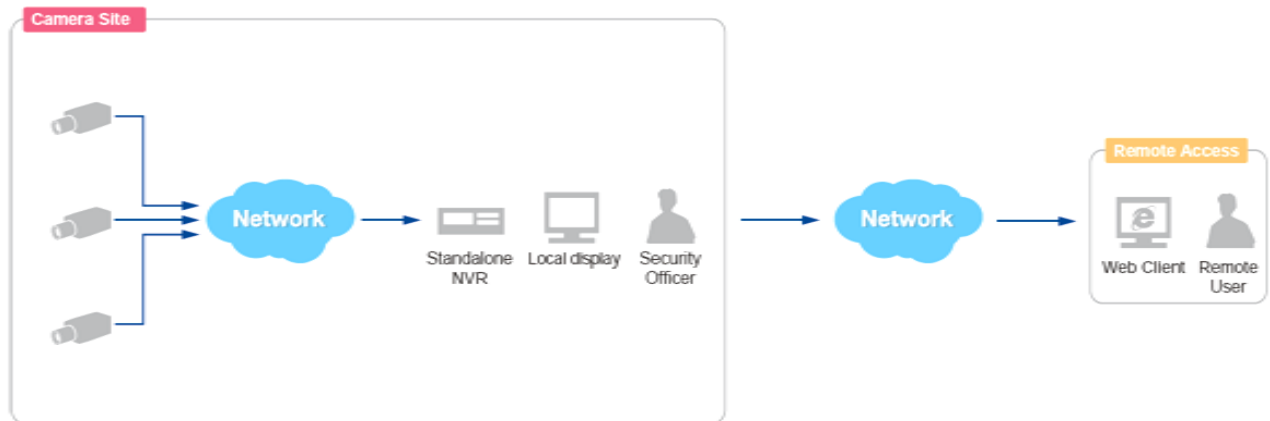 Camera Site
Network
Standalone
NVR
Local display
Security
Officer
Network
Remote Access
e
Web Client
Remote
User